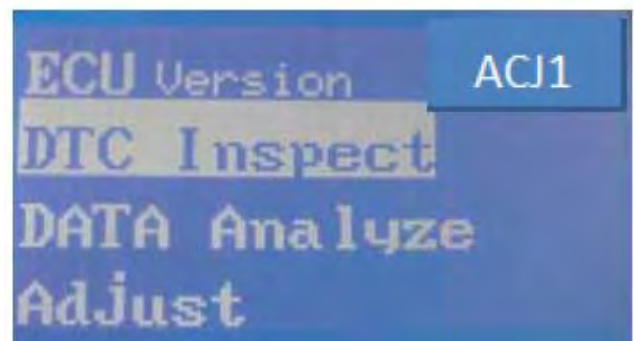 ECU Version
ACJ1
DTC Inspect
DATA Analyze
Adjust